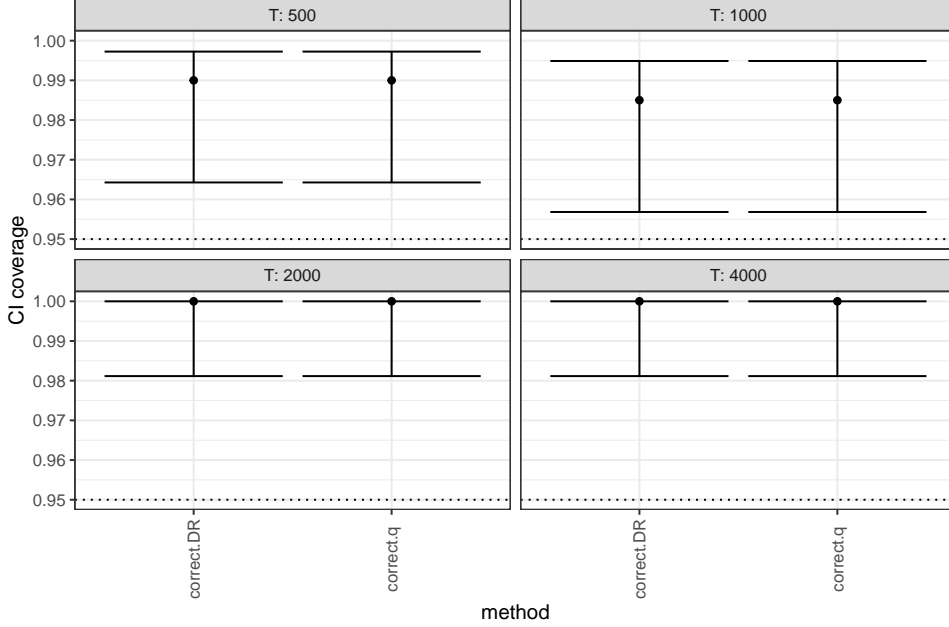 T: 500
T: 1000
1.00
0.99
0.98
0.97
0.96
0.95
CI coverage
T: 2000
T: 4000
1.00
0.99
0.98
0.97
0.96
0.95
correct.DR
correct.q
correct.DR
correct.q
method